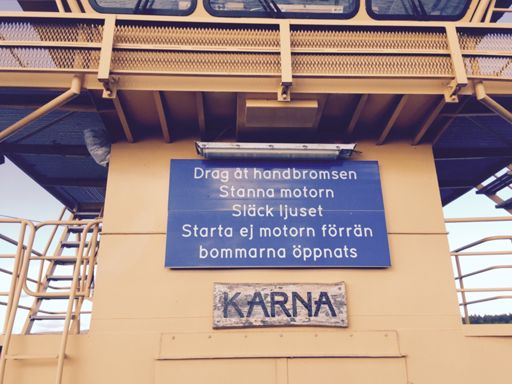 Drag åt handbromsen
Stanna motorn
Släck ljuset
Starta ej motorn förrän
bommarna öppnats
KARNA